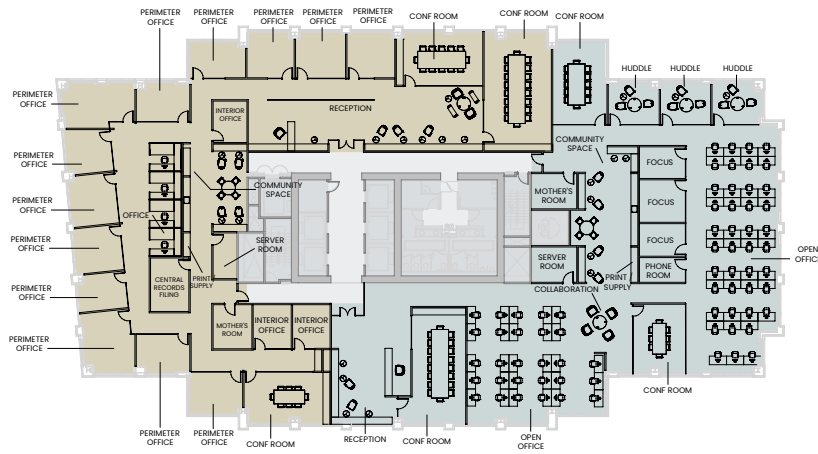 PERIMETER
OFFICE
PERIMETER
OFFICE
PERIMETER
OFFICE
PERIMETER
OFFICE
PERIMETER
OFFICE
CONF ROOM
CONF ROOM
CONF ROOM
HUDDLE
HUDDLE
HUDDLE
PERIMETER
OFFICE
INTERIOR
OFFICE
RECEPTION
COMMUNITY
SPACE
PERIMETER
OFFICE
FOCUS
COMMUNITY
SPACE
MOTHER'S
ROOM
FOCUS
PERIMETER
OFFICE
OFFICE
PERIMETER
OFFICE
SERVER
ROOM
FOCUS
OPEN
OFFIC
SERVER
ROOM
PHONE
ROOM
CENTRAL
RECORDS
FILING
PRINT
SUPPLY
PRINT
SUPPLY
COLLABORATION
PERIMETER
OFFICE
MOTHER'S
ROOM
INTERIOR
OFFICE
INTERIOR
OFFICE
PERIMETER
OFFICE
CONF ROOM
PERIMETER
OFFICE
PERIMETER
OFFICE
CONF ROOM
RECEPTION
CONF ROOM
OPEN
OFFICE